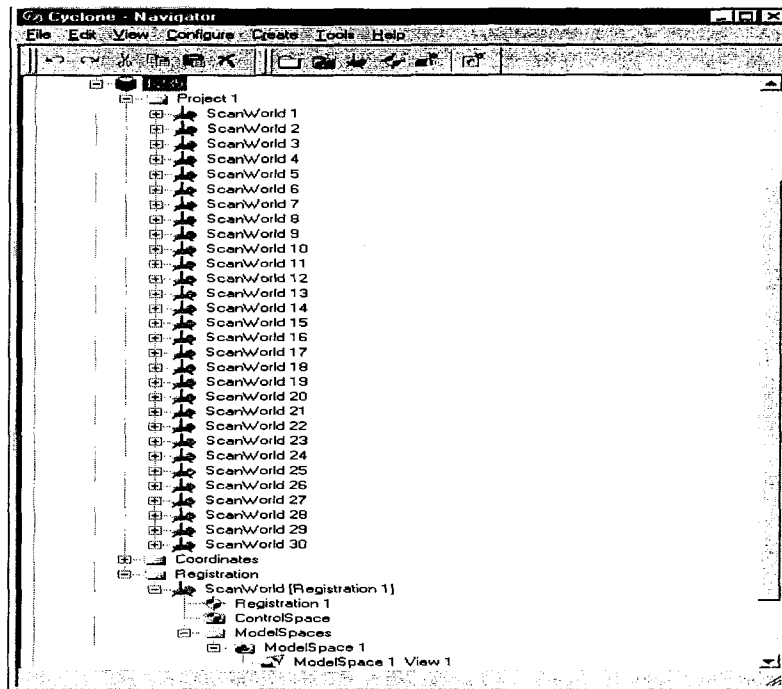 Cyclone - Navigator
File Edit View Configure Create Tools Help
Project 1
ScanWorld 1
ScanWorld 2
ScanWorld 3
ScanWorld 4
ScanWorld 5
ScanWorld 6
ScanWorld 7
ScanWorld 8
ScanWorld 9
ScanWorld 10
ScanWorld 11
ScanWorld 12
ScanWorld 13
ScanWorld 14
ScanWorld 15
ScanWorld 16
ScanWorld 17
ScanWorld 18
ScanWorld 19
ScanWorld 20
ScanWorld 21
ScanWorld 22
ScanWorld 23
ScanWorld 24
ScanWorld 25
ScanWorld 26
ScanWorld 27
ScanWorld 28
ScanWorld 29
ScanWorld 30
Coordinates
Registration
ScanWorld [Registration 1]
Registration 1
ControlSpace
ModelSpaces
ModelSpace 1
ModelSpace 1 View 1